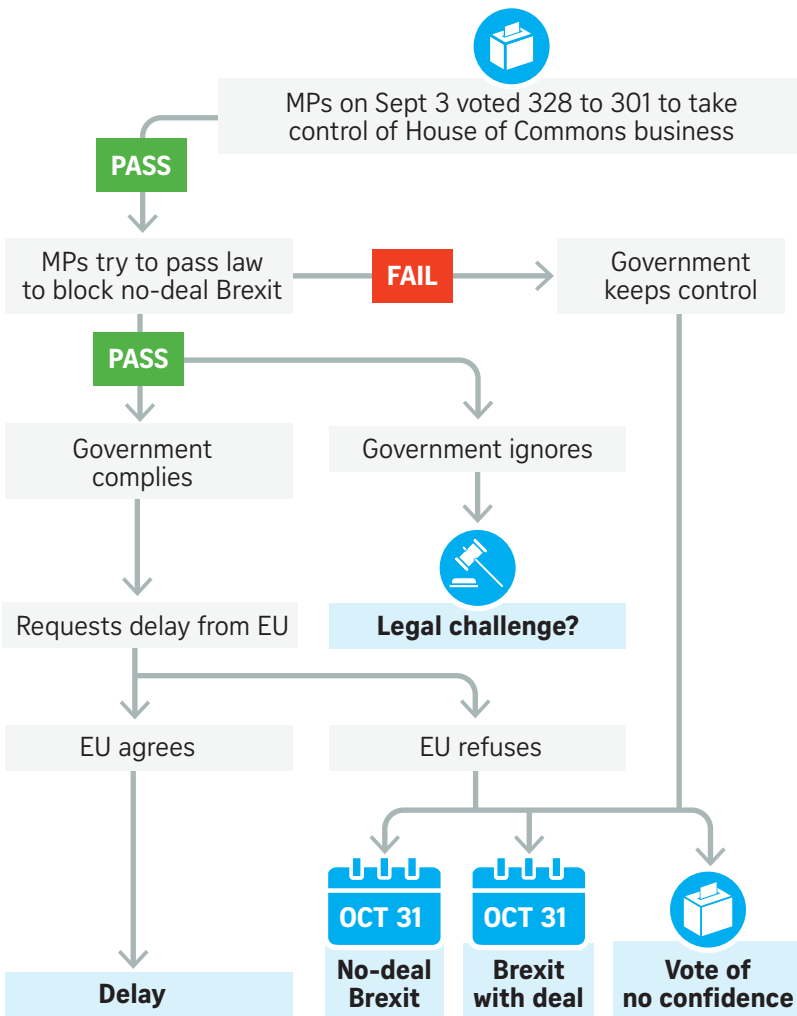 MPs on Sept 3 voted 328 to 301 to take
control of House of Commons business
PASS
MPs try to pass law
to block no-deal Brexit
FAIL
Government
keeps control
PASS
Government
complies
Government ignores
Requests delay from EU
Legal challenge?
EU agrees
EU refuses
OCT 31
OCT 31
Delay
No-deal
Brexit
Brexit
with deal
Vote of
no confidence